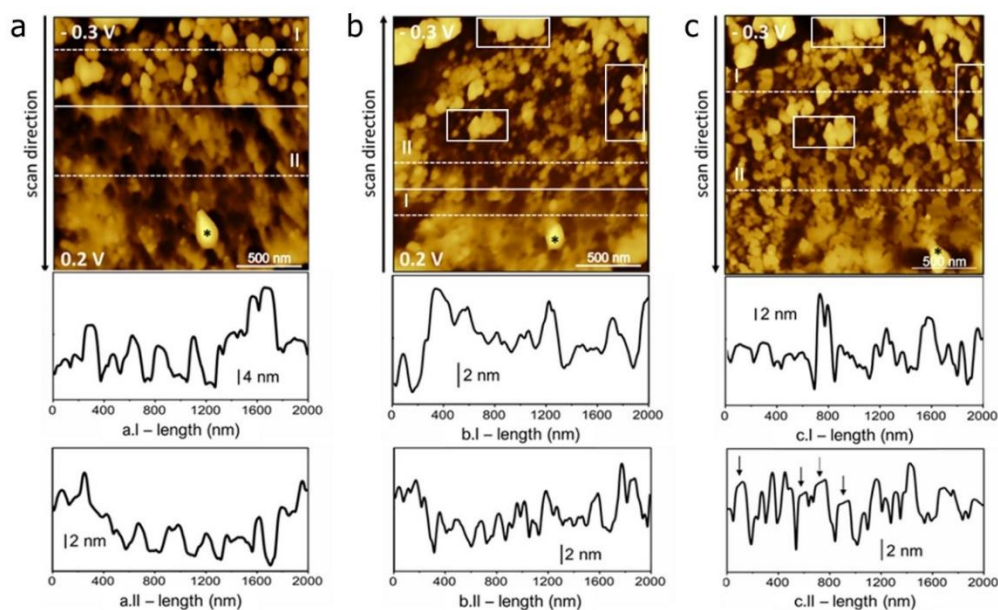 a
scan direction
- 0.3 V
I
II
*
0.2 V
500 nm
4 nm
0 400 800 1200 1600 2000
a.I – length (nm)
2 nm
0 400 800 1200 1600 2000
a.II – length (nm)
b
scan direction
- 0.3 V
II
I
*
0.2 V
500 nm
2 nm
0 400 800 1200 1600 2000
b.I – length (nm)
2 nm
0 400 800 1200 1600 2000
b.II – length (nm)
c
scan direction
- 0.3 V
I
II
*
500 nm
2 nm
0 400 800 1200 1600 2000
c.I – length (nm)
2 nm
0 400 800 1200 1600 2000
c.II – length (nm)